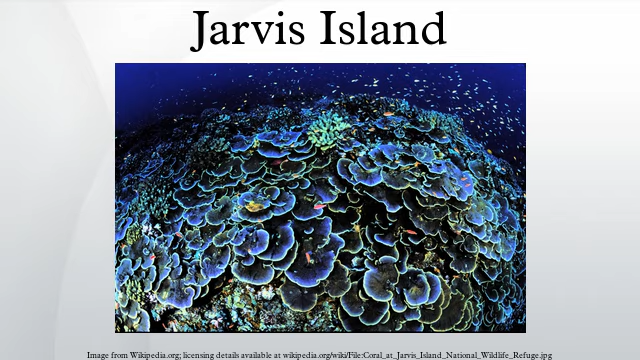 Jarvis Island
Image from Wikipedia.org; licensing details available at wikipedia.org/wiki/File:Coral_at_Jarvis_Island_National_Wildlife_Refuge.jpg